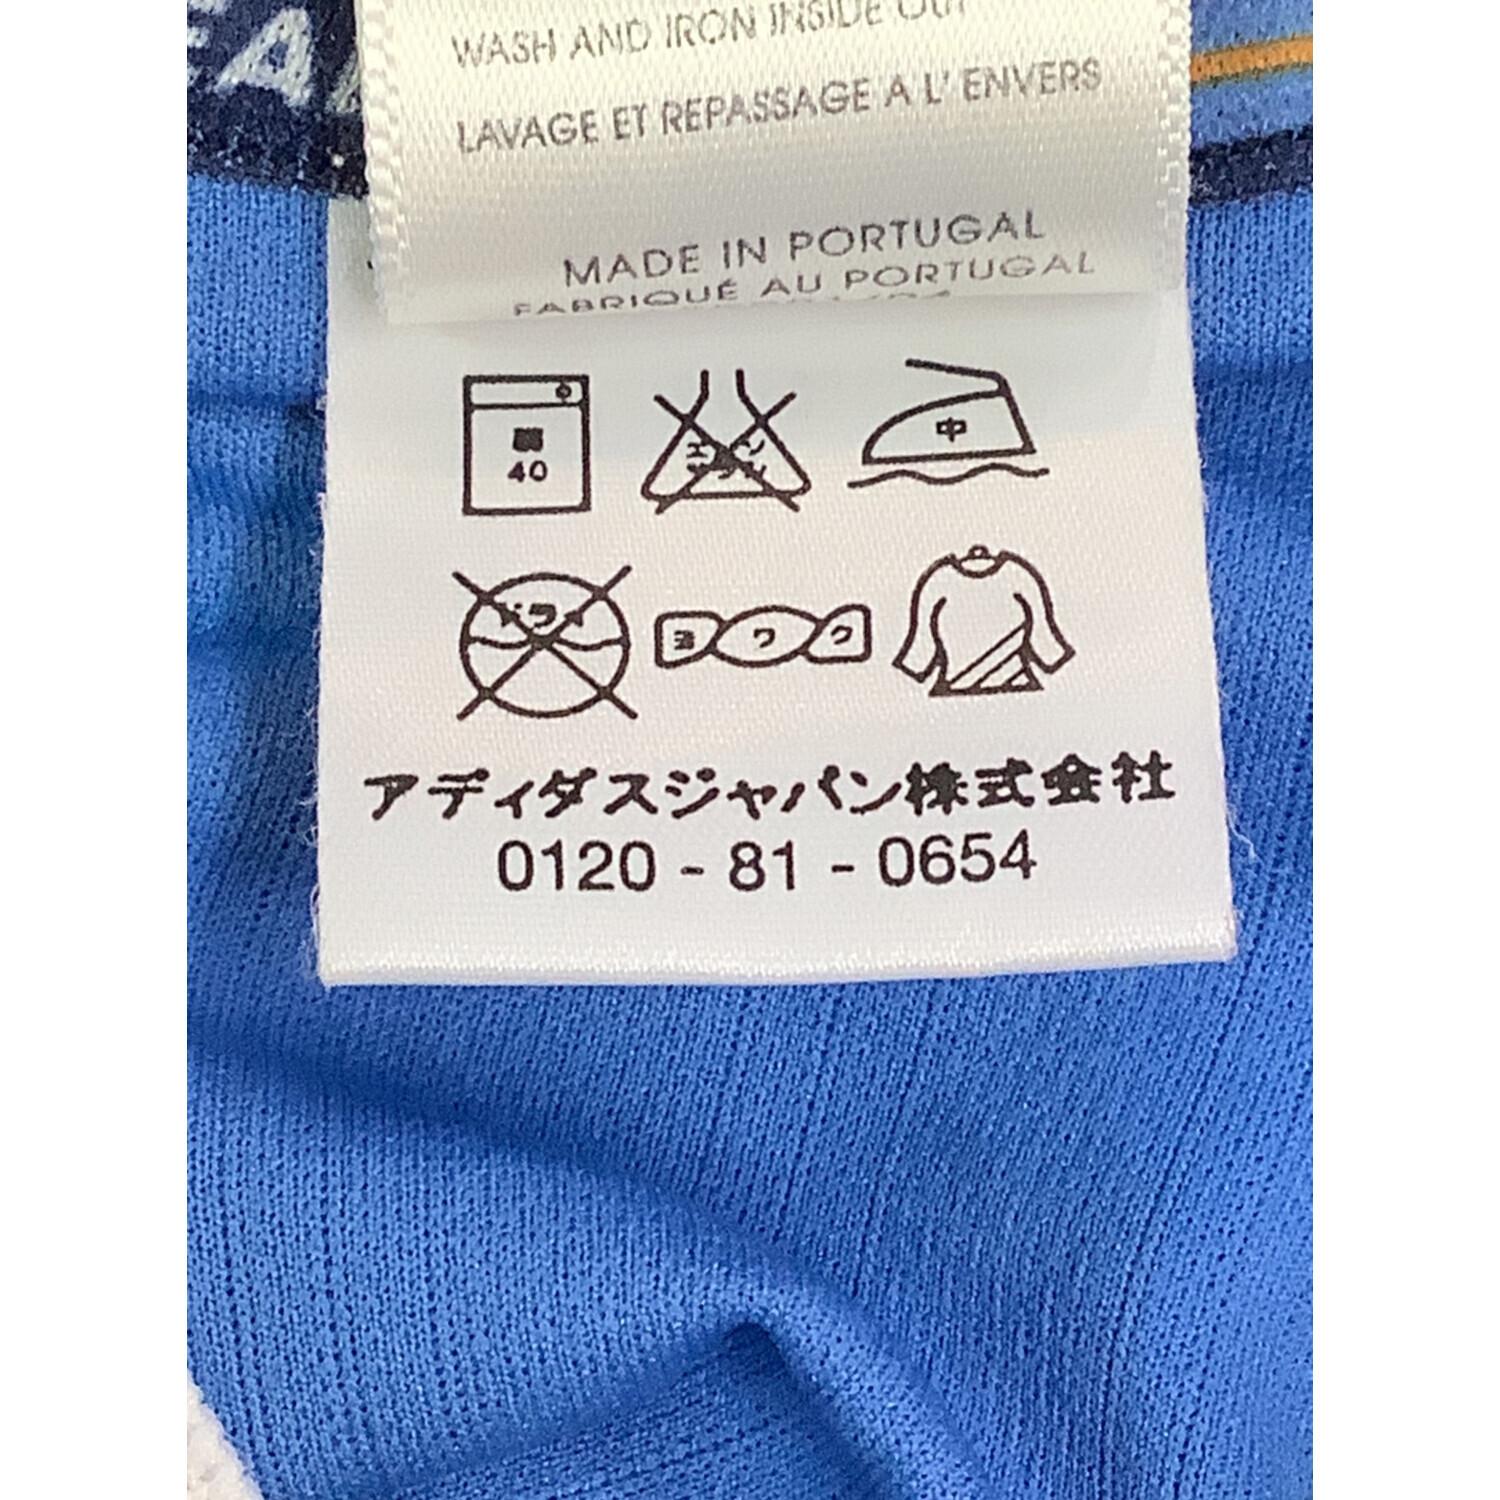 WASH AND IRON INSIDE OUT
LAVAGE ET REPASSAGE A L' ENVERS
MADE IN PORTUGAL
FABRIQUÉ AU PORTUGAL
40
中
ヨワク
アディダスジャパン株式会社
0120 - 81 - 0654